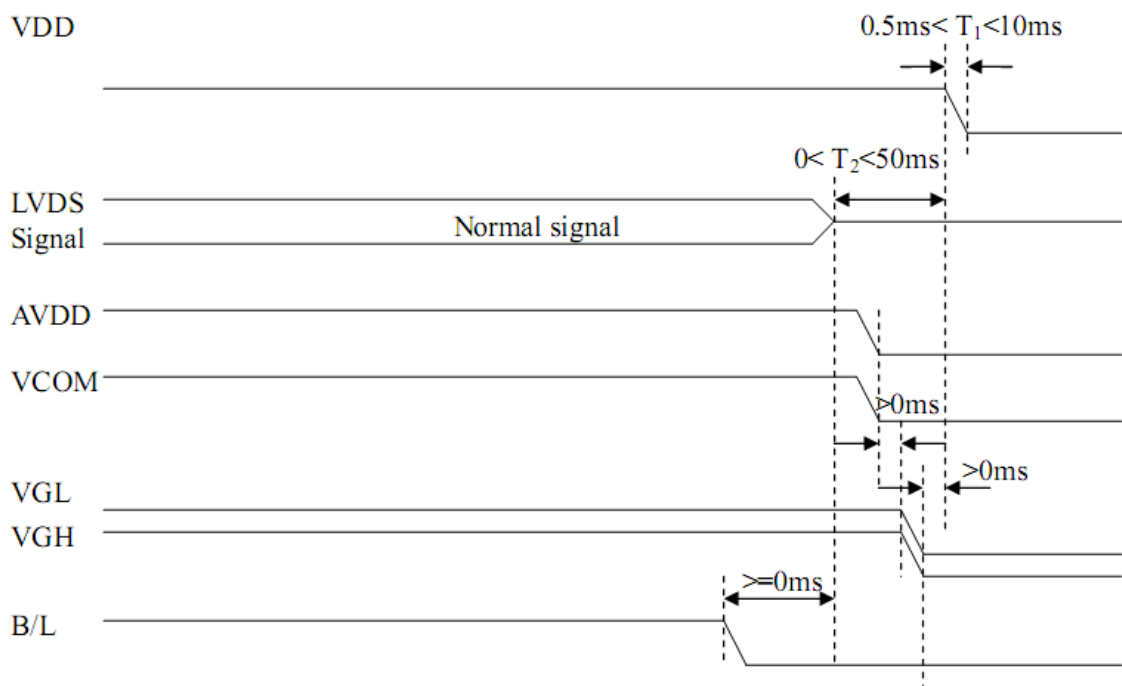 VDD
0.5ms< T₁<10ms
0< T₂<50ms
LVDS
Signal
Normal signal
AVDD
VCOM
>0ms
>0ms
VGL
VGH
>=0ms
B/L